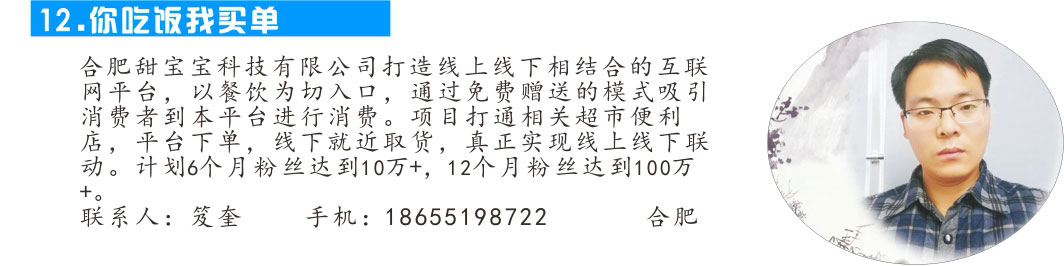 12.你吃饭我买单
合肥甜宝宝科技有限公司打造线上线下相结合的互联
网平台，以餐饮为切入口，通过免费赠送的模式吸引
消费者到本平台进行消费。项目打通相关超市便利
店，平台下单，线下就近取货，真正实现线上线下联
动。计划6个月粉丝达到10万+，12个月粉丝达到100万
+。
联系人：笈奎 手机：18655198722 合肥